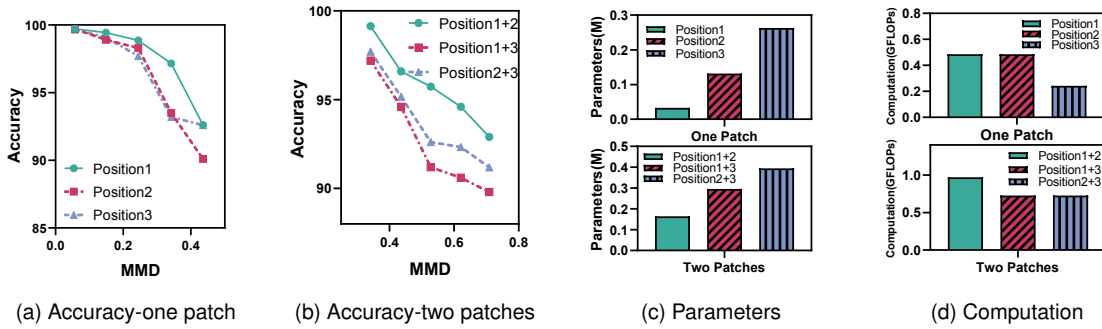 100
95
90
85
0.0
0.2
0.4
Accuracy
MMD
Position1
Position2
Position3
(a) Accuracy-one patch
100
95
90
0.4
0.6
0.8
Accuracy
MMD
Position1+2
Position1+3
Position2+3
(b) Accuracy-two patches
0.3
0.2
0.1
0.0
Parameters(M)
Position1
Position2
Position3
One Patch
0.5
0.4
0.3
0.2
0.1
0.0
Parameters(M)
Position1+2
Position1+3
Position2+3
Two Patches
(c) Parameters
0.8
0.6
0.4
0.2
0.0
Computation(GFLOPs)
Position1
Position2
Position3
One Patch
1.0
0.5
0.0
Computation(GFLOPs)
Position1+2
Position1+3
Position2+3
Two Patches
(d) Computation